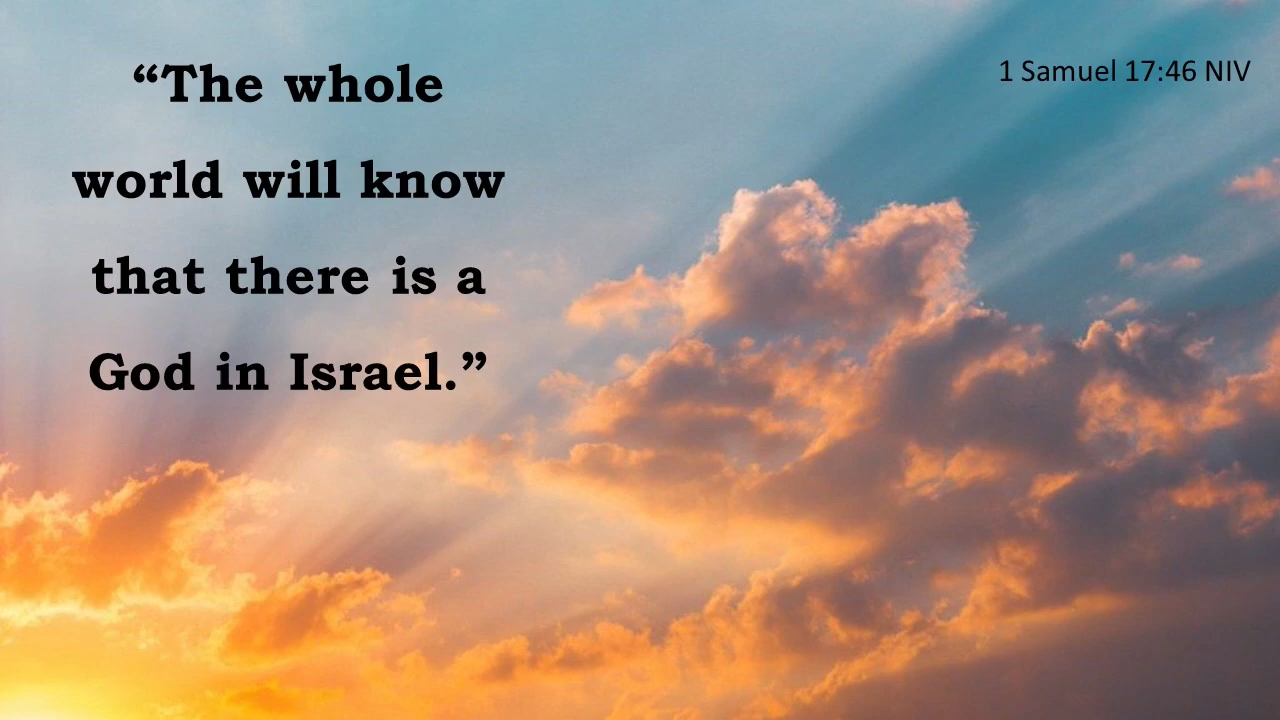 “The whole
world will know
that there is a
God in Israel.”
1 Samuel 17:46 NIV